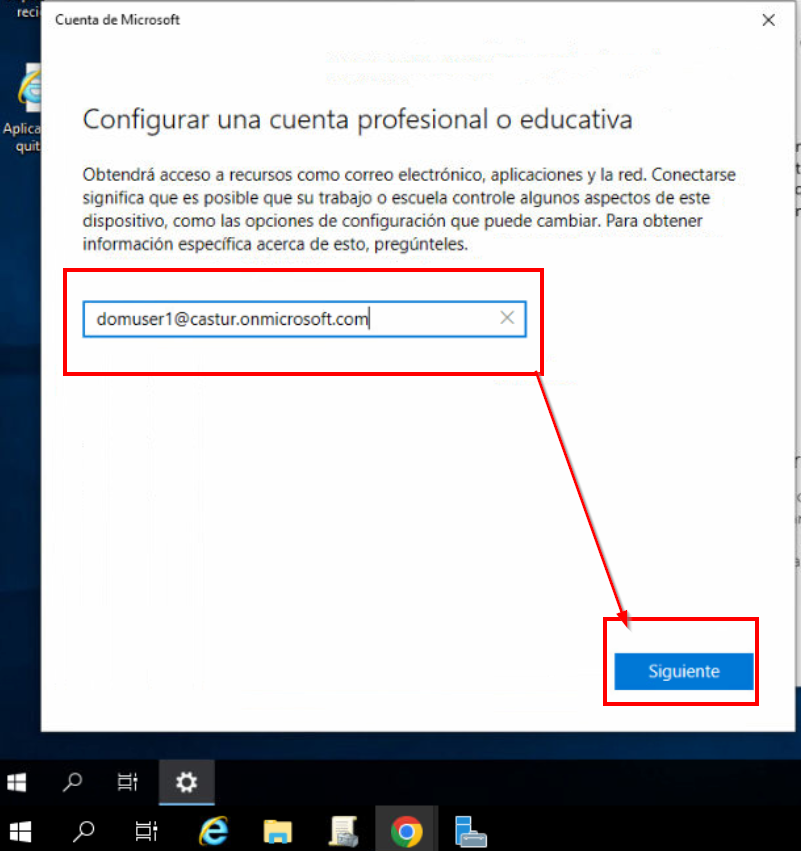 reci
Cuenta de Microsoft
Aplica
quit
Configurar una cuenta profesional o educativa
Obtendrá acceso a recursos como correo electrónico, aplicaciones y la red. Conectarse
significa que es posible que su trabajo o escuela controle algunos aspectos de este
dispositivo, como las opciones de configuración que puede cambiar. Para obtener
información específica acerca de esto, pregúnteles.
domuser1@castur.onmicrosoft.com
Siguiente